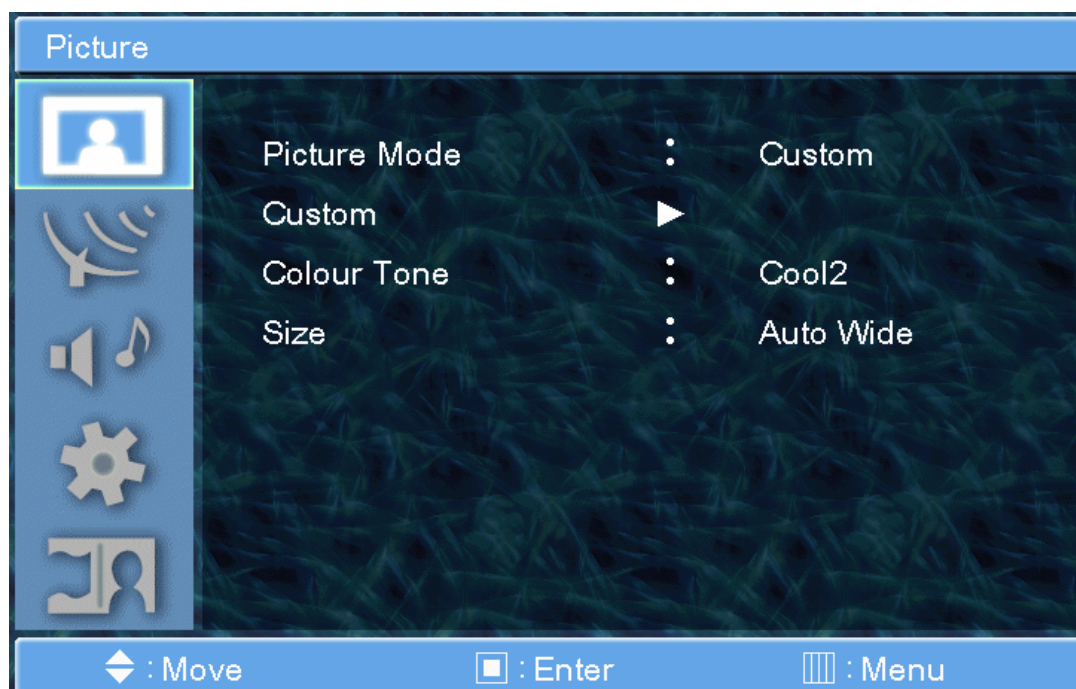 Picture
Picture Mode : Custom
Custom
Colour Tone : Cool2
Size : Auto Wide
: Move : Enter : Menu